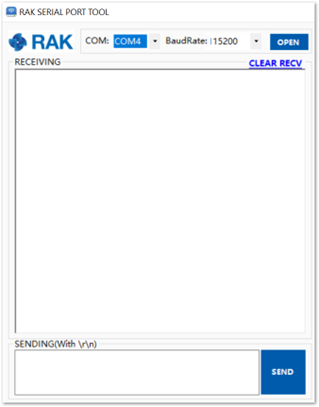 RAK SERIAL PORT TOOL
RAK COM: COM4 BaudRate: 115200 OPEN
RECEIVING CLEAR RECV
SENDING(With \r\n)
SEND